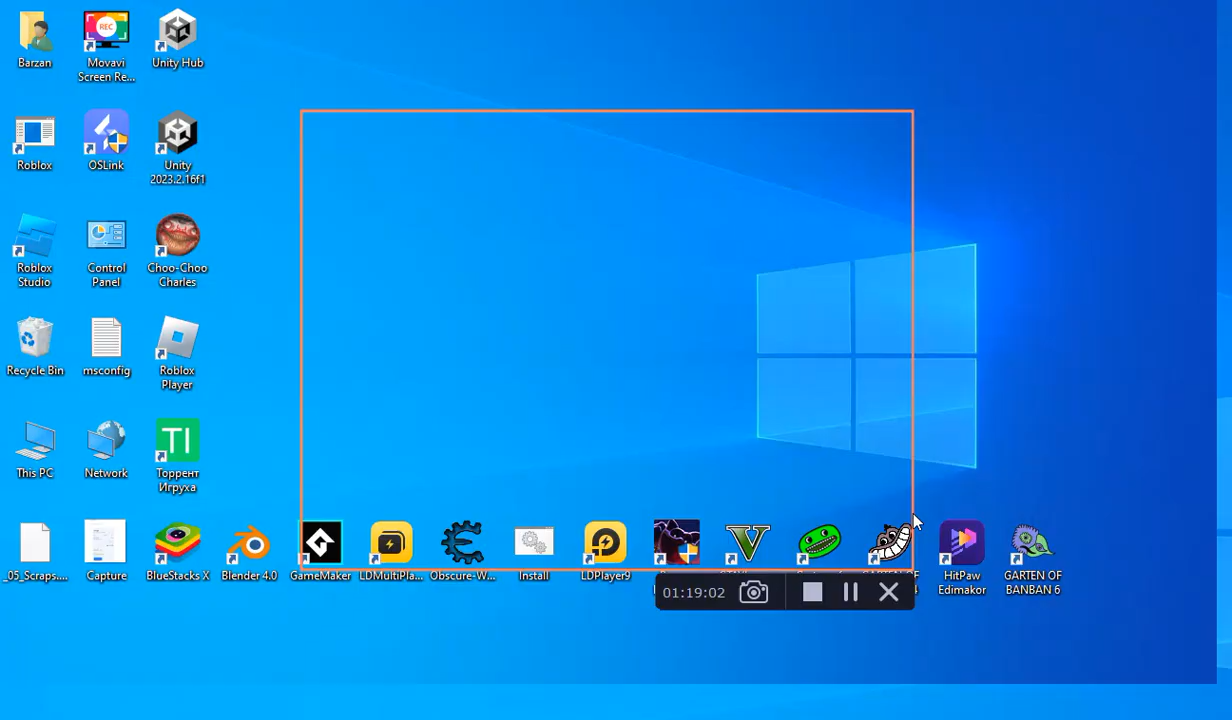 Barzan
Movavi
Screen Re...
REC
Unity Hub
Roblox
OSLink
Unity
2023.2.16f1
Roblox
Studio
Control
Panel
Choo-Choo
Charles
Recycle Bin
msconfig
Roblox
Player
This PC
Network
TI
Торрент
Игруха
_05_Scraps....
Capture
BlueStacks X
Blender 4.0
GameMaker
LDMultiPla...
Obscure-W...
Install
LDPlayer9
HitPaw
Edimakor
GARTEN OF
BANBAN 6
01:19:02